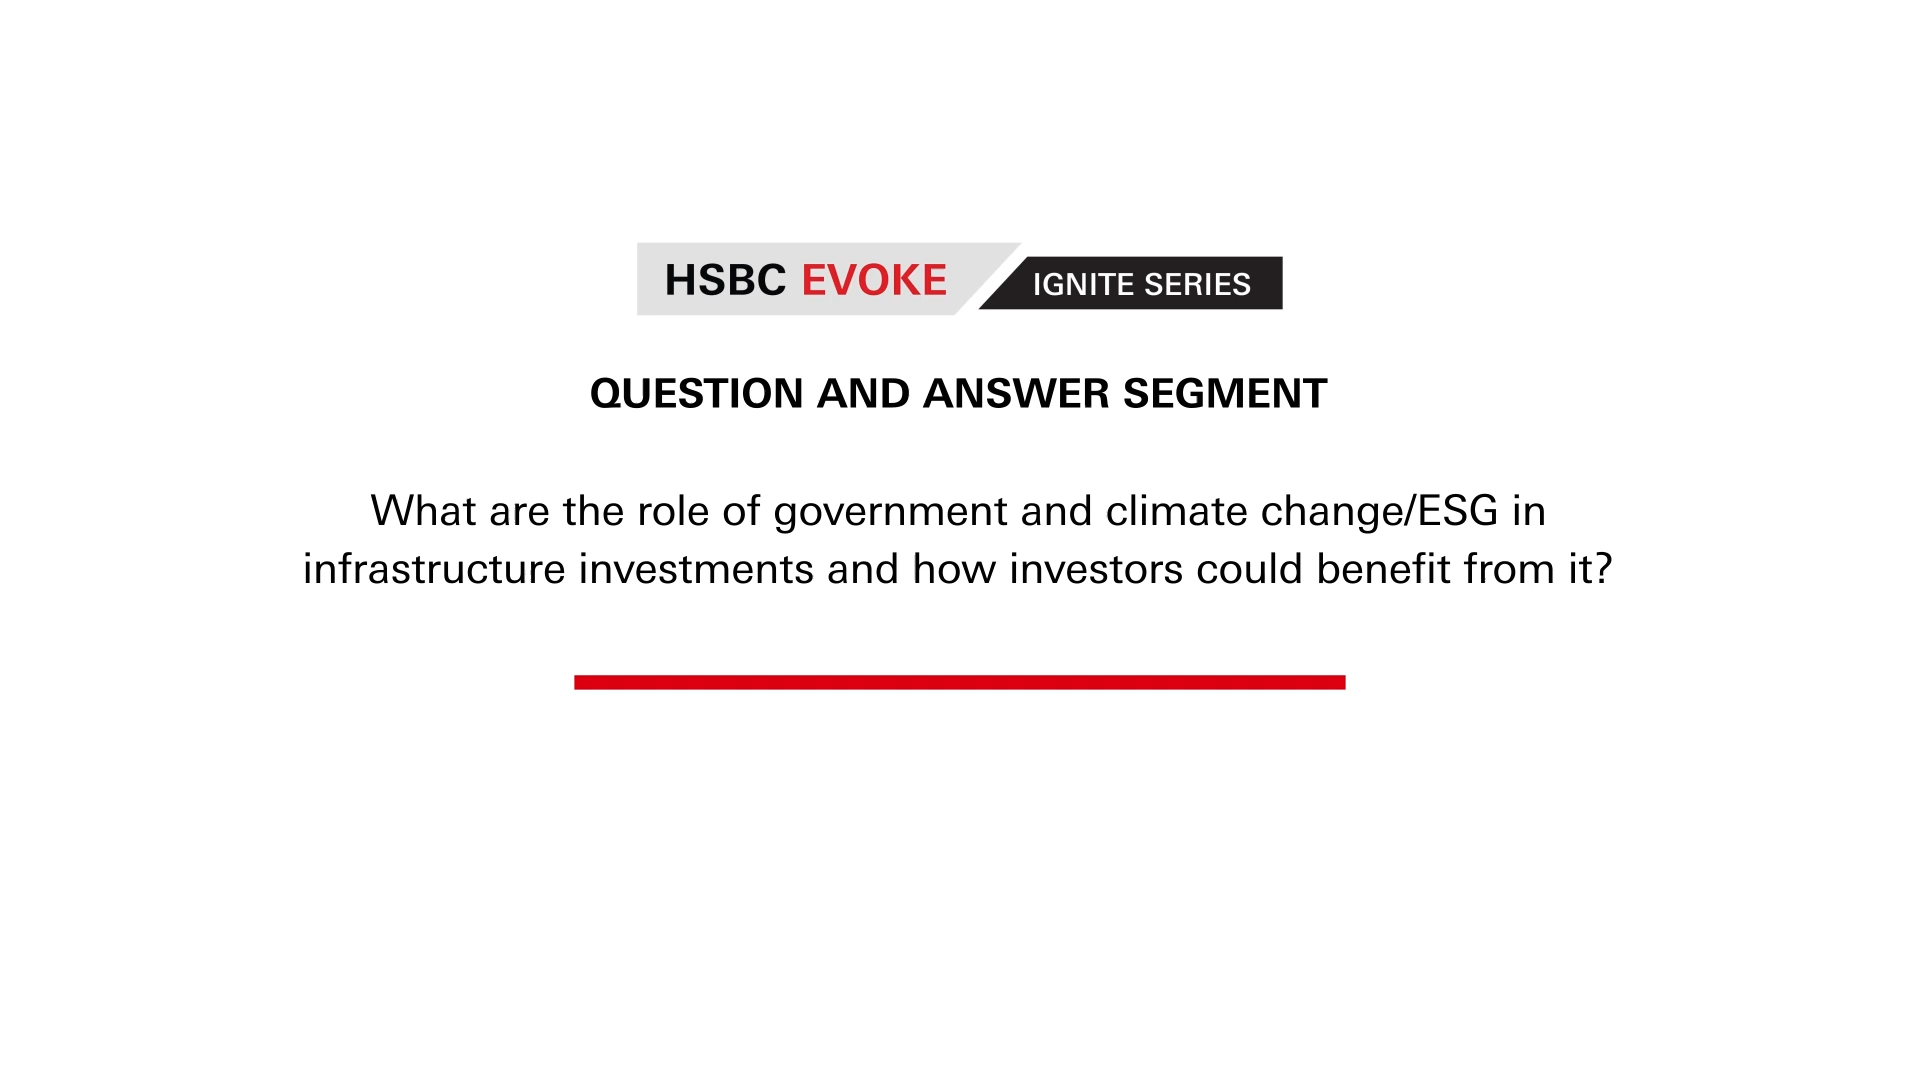 HSBC EVOKE IGNITE SERIES
QUESTION AND ANSWER SEGMENT
What are the role of government and climate change/ESG in
infrastructure investments and how investors could benefit from it?